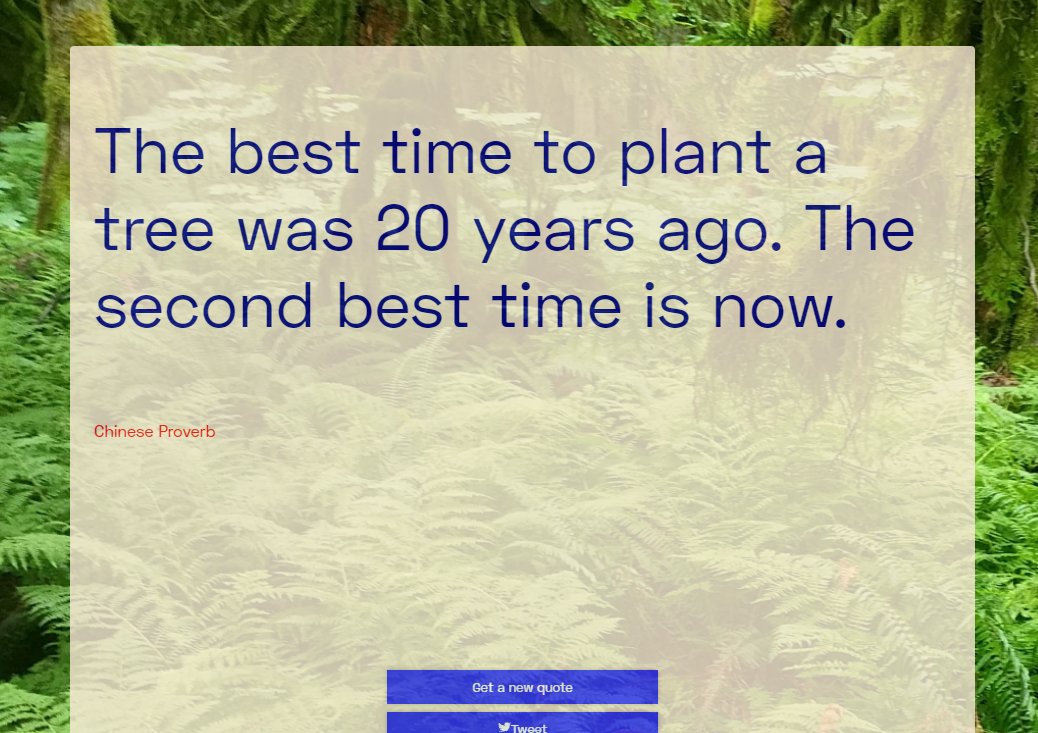 The best time to plant a
tree was 20 years ago. The
second best time is now.
Chinese Proverb
Get a new quote
Tweet